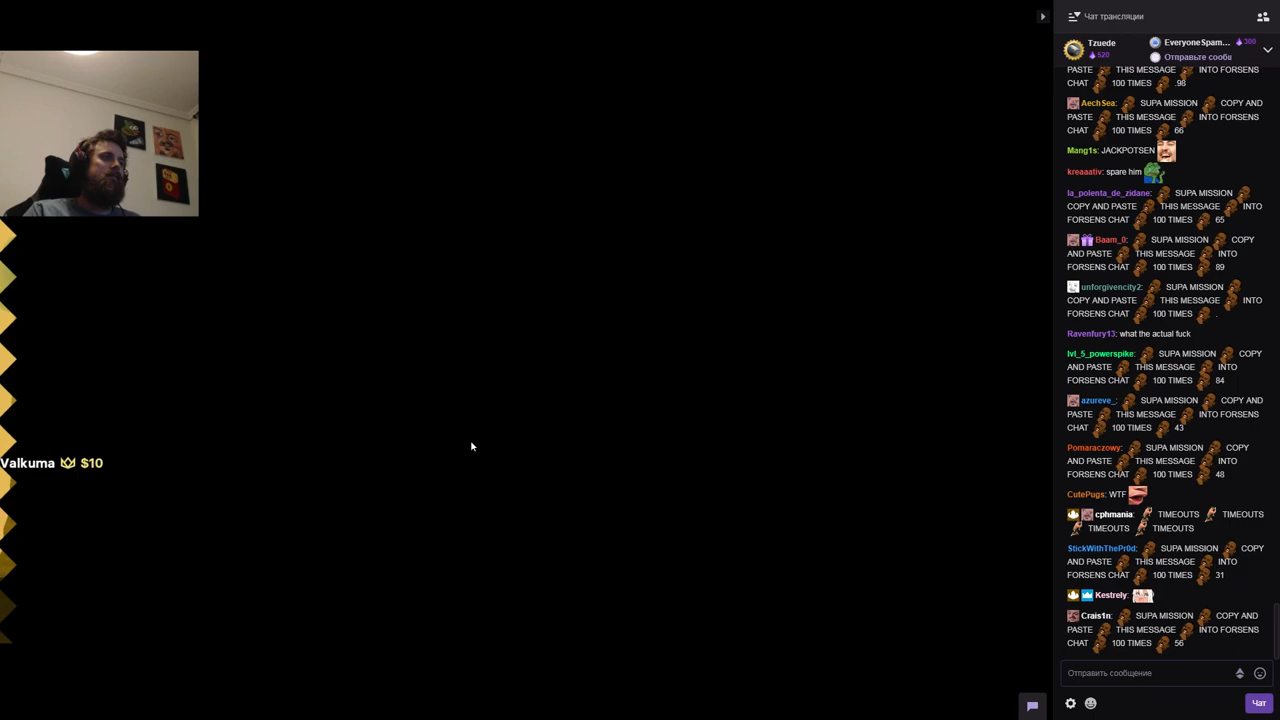 Чат трансляции
Tzuede
520
EveryoneSpam... 300
Отправьте сообщ
PASTE THIS MESSAGE INTO FORSENS
CHAT 100 TIMES .98
AechSea: SUPA MISSION COPY AND
PASTE THIS MESSAGE INTO FORSENS
CHAT 100 TIMES 66
Mang1s: JACKPOTSEN
kreaaativ: spare him
la_polenta_de_zidane: SUPA MISSION
COPY AND PASTE THIS MESSAGE INTO
FORSENS CHAT 100 TIMES 65
Baam_0: SUPA MISSION COPY
AND PASTE THIS MESSAGE INTO
FORSENS CHAT 100 TIMES 89
unforgivencity2: SUPA MISSION
COPY AND PASTE THIS MESSAGE INTO
FORSENS CHAT 100 TIMES .
Ravenfury13: what the actual fuck
lvl_5_powerspike: SUPA MISSION COPY
AND PASTE THIS MESSAGE INTO
FORSENS CHAT 100 TIMES 84
azureve_: SUPA MISSION COPY AND
PASTE THIS MESSAGE INTO FORSENS
CHAT 100 TIMES 43
Pomaraczowy: SUPA MISSION COPY
AND PASTE THIS MESSAGE INTO
FORSENS CHAT 100 TIMES 48
CutePugs: WTF
cphmania: TIMEOUTS TIMEOUTS
TIMEOUTS TIMEOUTS
StickWithThePr0d: SUPA MISSION COPY
AND PASTE THIS MESSAGE INTO
FORSENS CHAT 100 TIMES 31
Kestrely:
Crais1n: SUPA MISSION COPY AND
PASTE THIS MESSAGE INTO FORSENS
CHAT 100 TIMES 56
Отправить сообщение
Чат
Valkuma $10